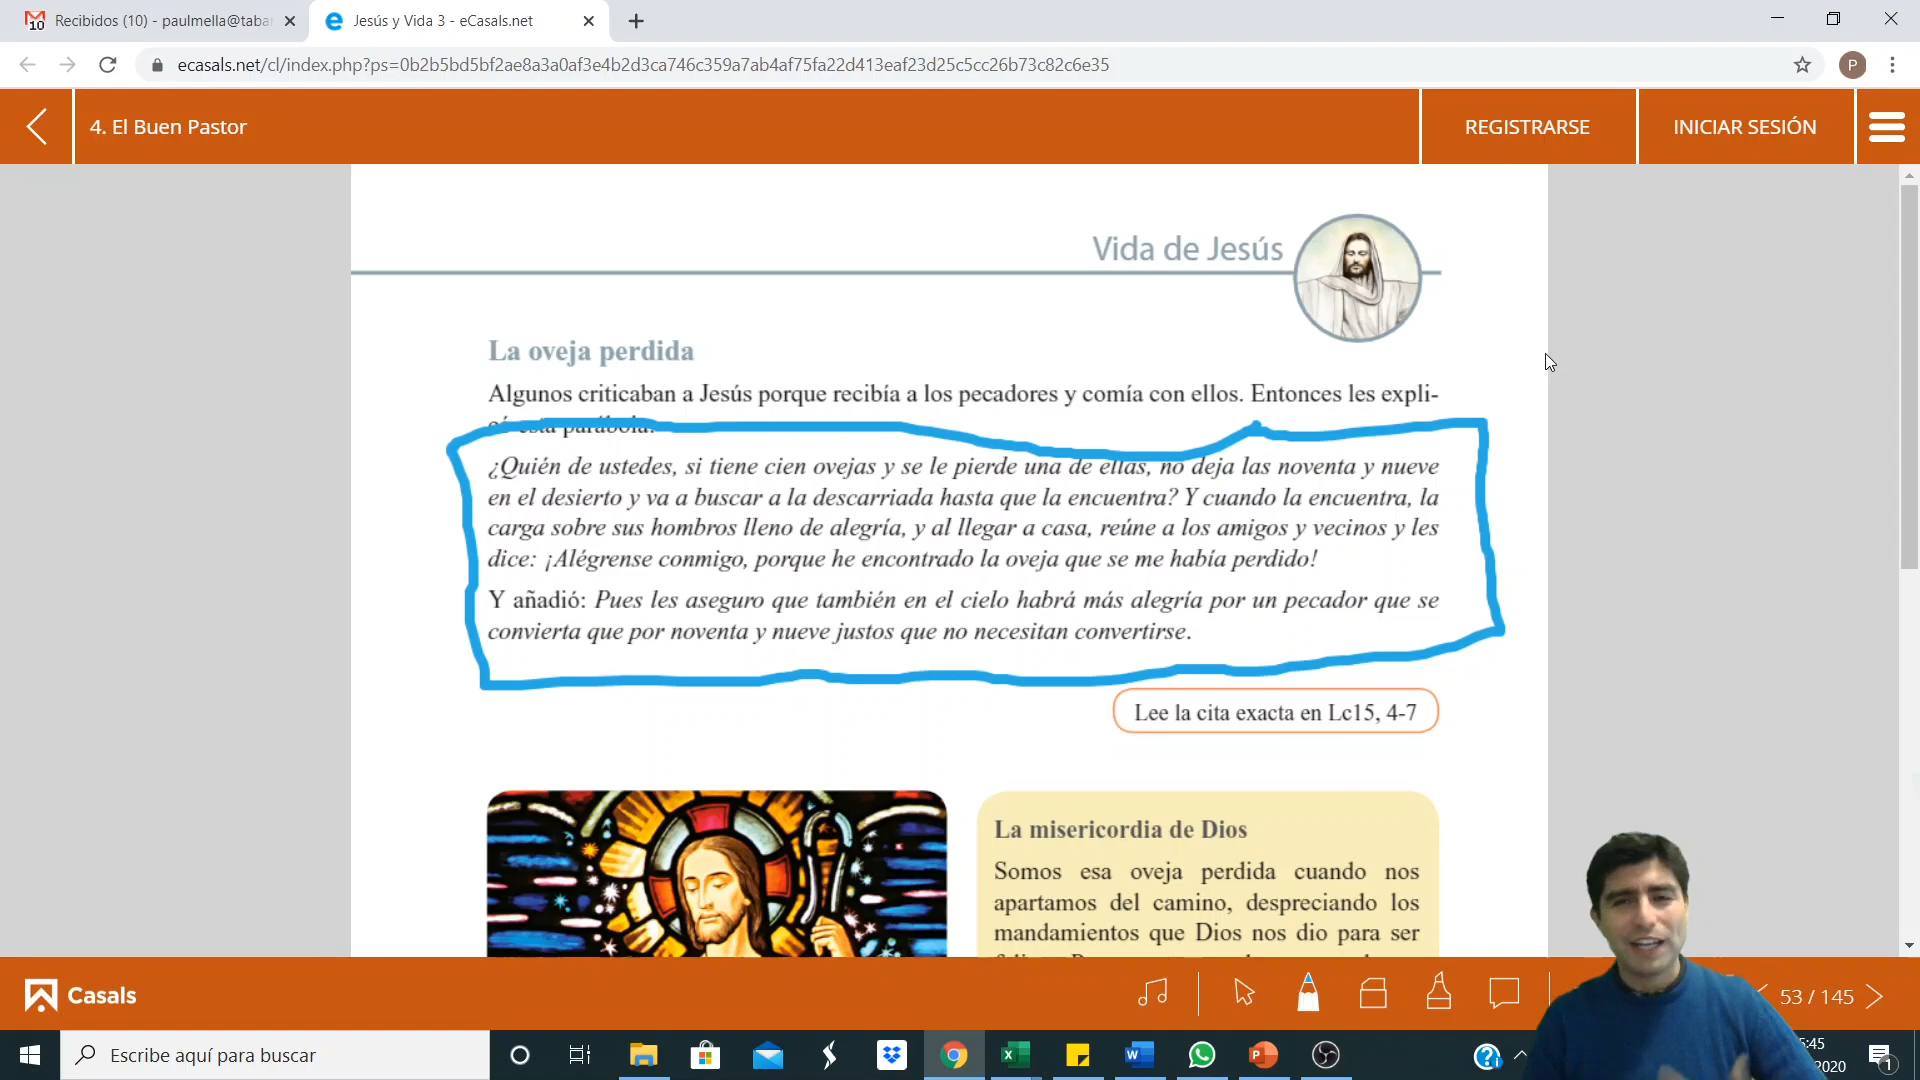 Recibidos (10) - paulmella@taba
Jesús y Vida 3 - eCasals.net
ecasals.net/cl/index.php?ps=0b2b5bd5bf2ae8a3a0af3e4b2d3ca746c359a7ab4af75fa22d413eaf23d25c5cc26b73c82c6e35
P
4. El Buen Pastor
REGISTRARSE
INICIAR SESIÓN
Vida de Jesús
La oveja perdida
Algunos criticaban a Jesús porque recibía a los pecadores y comía con ellos. Entonces les expli-
có esta parábola:
¿Quién de ustedes, si tiene cien ovejas y se le pierde una de ellas, no deja las noventa y nueve
en el desierto y va a buscar a la descarriada hasta que la encuentra? Y cuando la encuentra, la
carga sobre sus hombros lleno de alegría, y al llegar a casa, reúne a los amigos y vecinos y les
dice: ¡Alégrense conmigo, porque he encontrado la oveja que se me había perdido!
Y añadió: Pues les aseguro que también en el cielo habrá más alegría por un pecador que se
convierta que por noventa y nueve justos que no necesitan convertirse.
Lee la cita exacta en Lc15, 4-7
La misericordia de Dios
Somos esa oveja perdida cuando nos
apartamos del camino, despreciando los
mandamientos que Dios nos dio para ser
Casals
53 / 145
Escribe aquí para buscar
5:45
2020
1